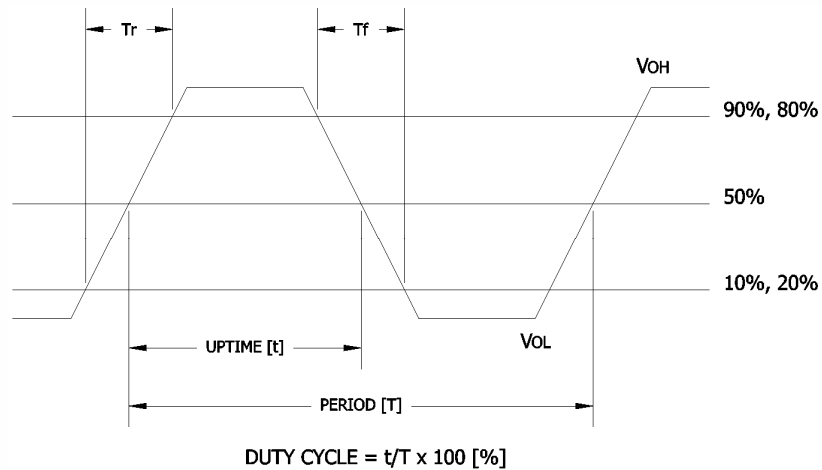 Tr
Tf
VOH
90%, 80%
50%
10%, 20%
UPTIME [t]
VOL
PERIOD [T]
DUTY CYCLE = t/T x 100 [%]